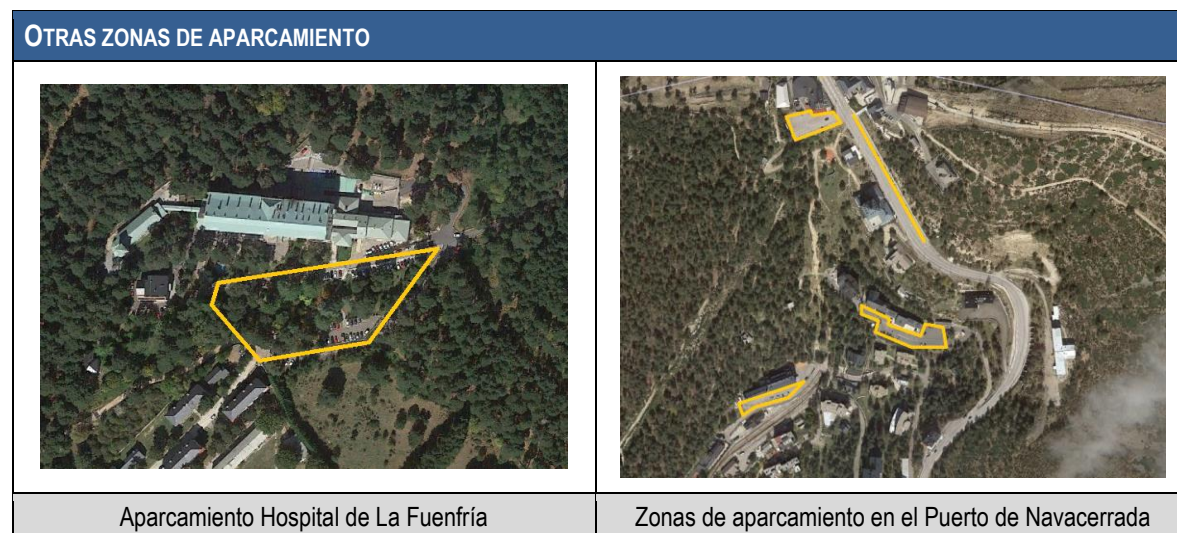 OTRAS ZONAS DE APARCAMIENTO
Aparcamiento Hospital de La Fuenfría
Zonas de aparcamiento en el Puerto de Navacerrada